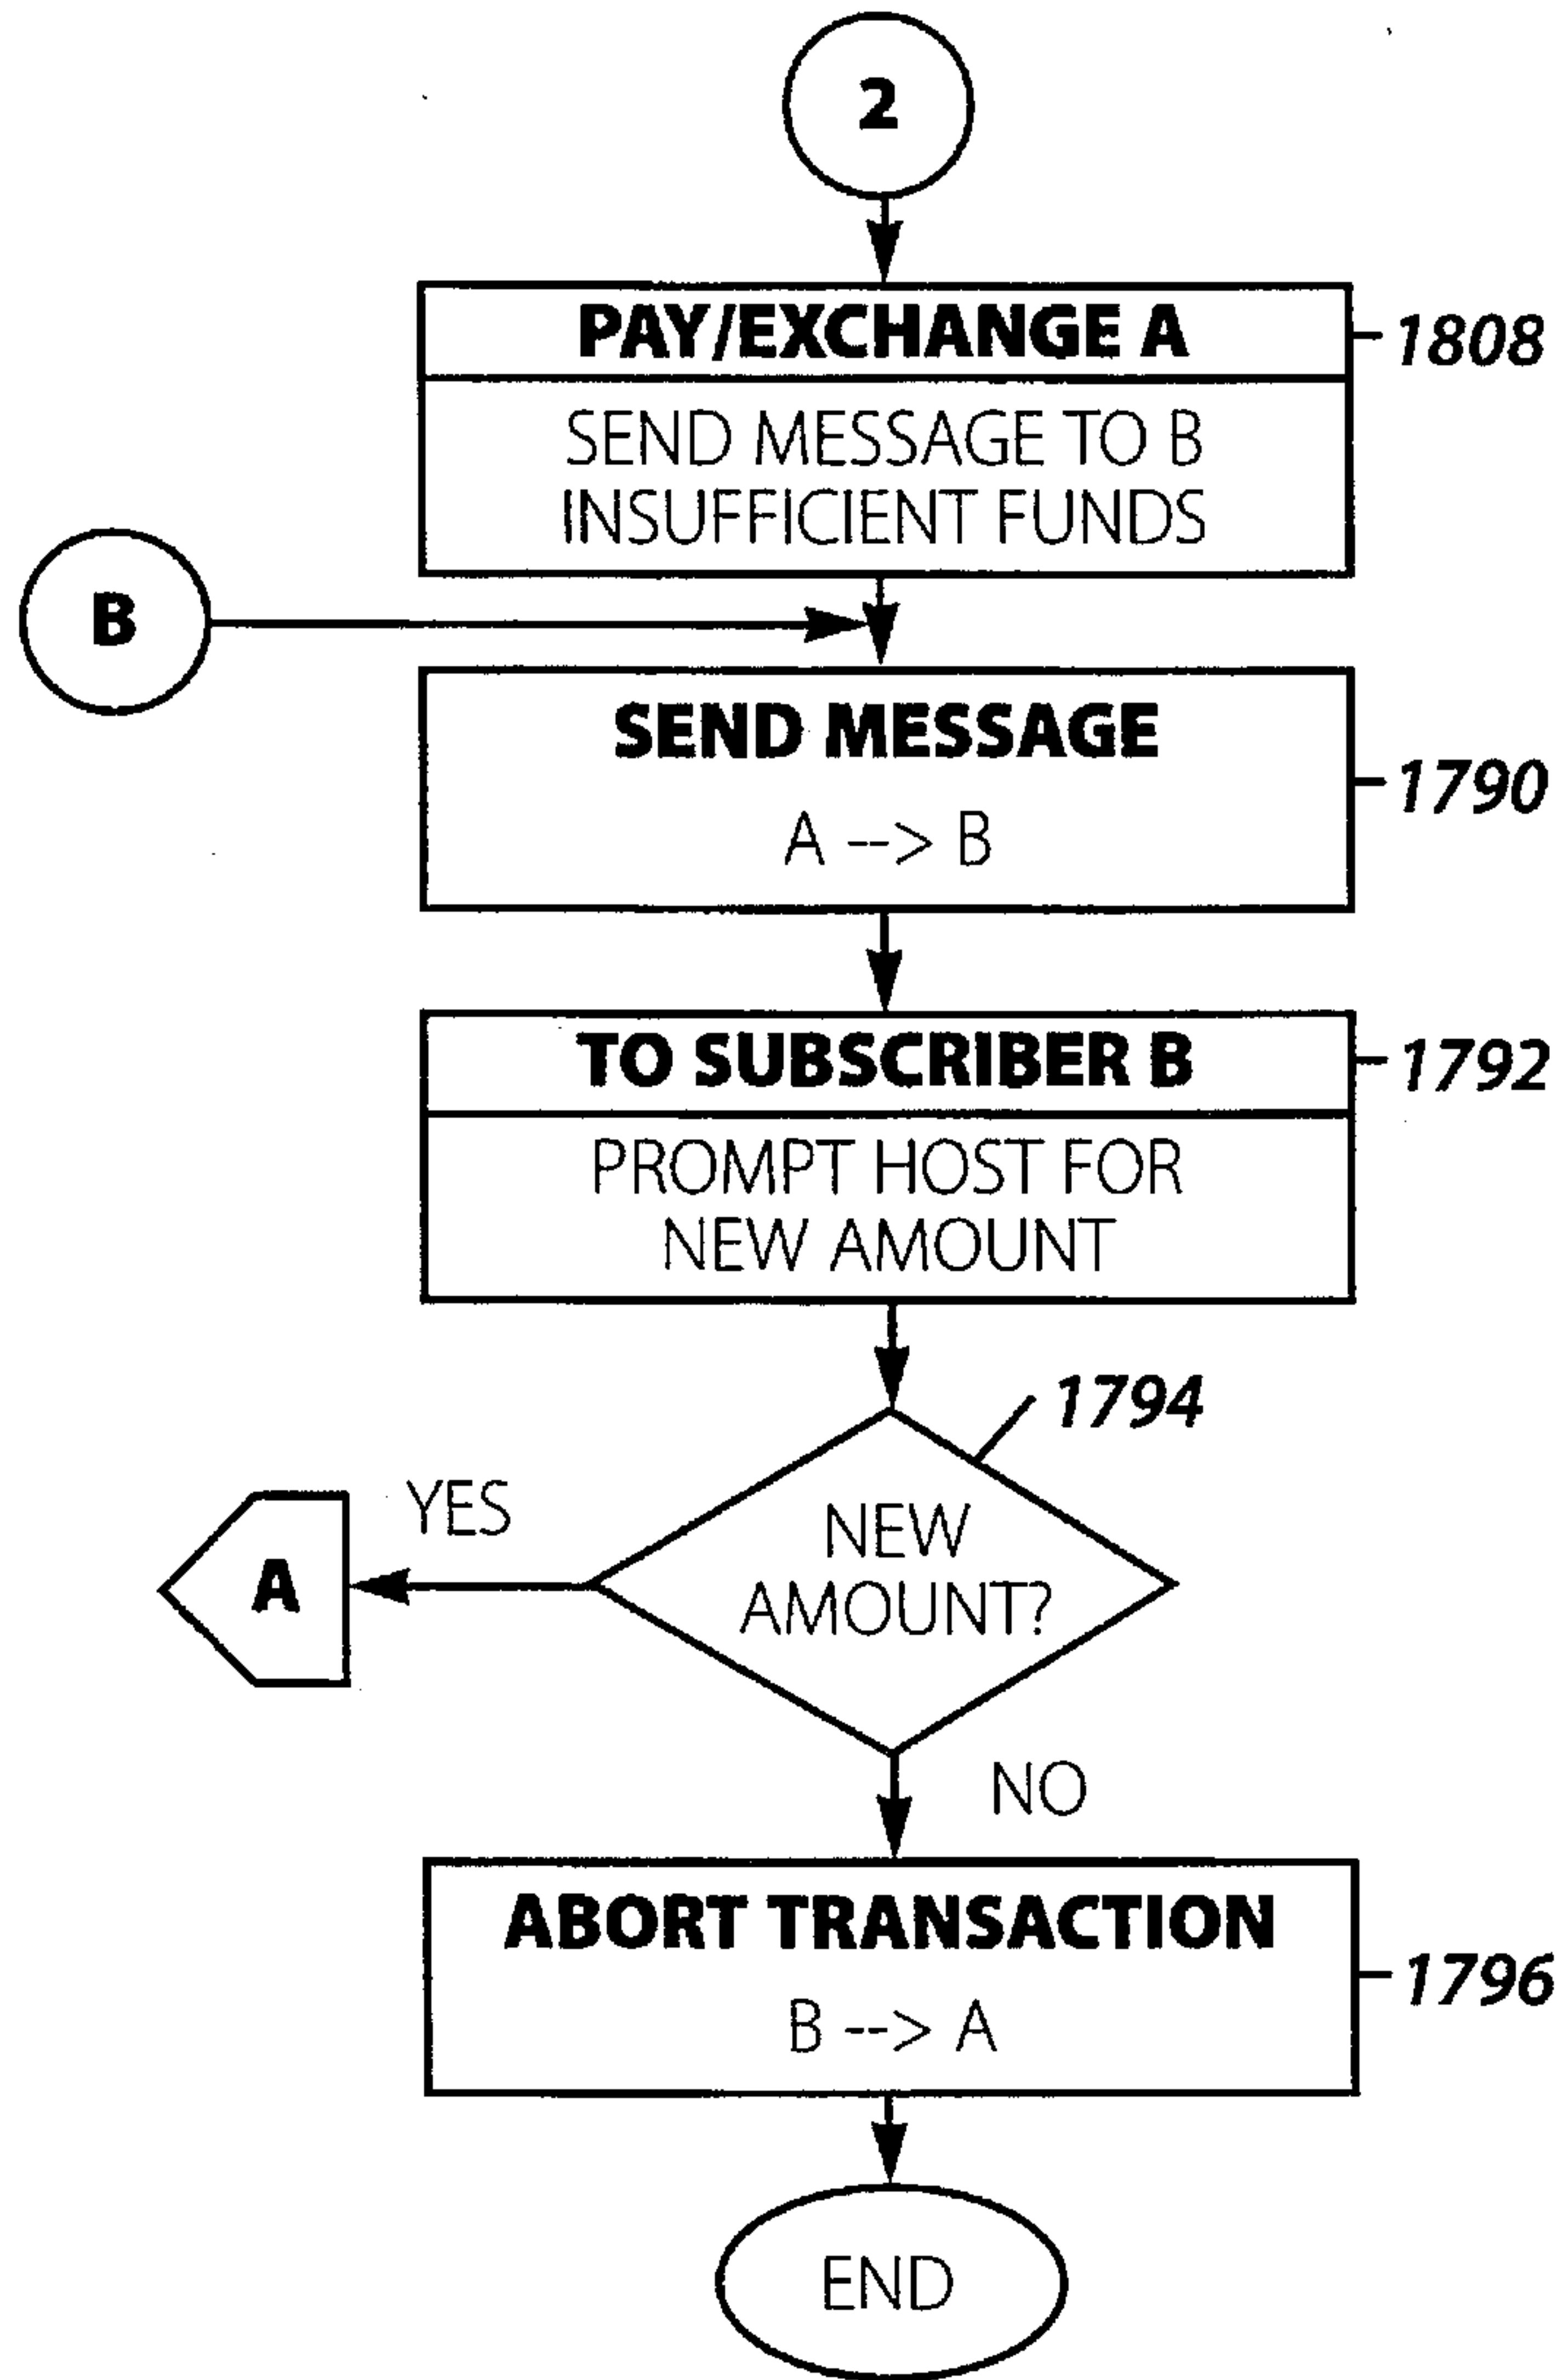 2
PAY/EXCHANGE A
1808
SEND MESSAGE TO B
INSUFFICIENT FUNDS
B
SEND MESSAGE
1790
A --> B
TO SUBSCRIBER B
1792
PROMPT HOST FOR
NEW AMOUNT
1794
YES
NEW
AMOUNT?
A
NO
ABORT TRANSACTION
1796
B --> A
END